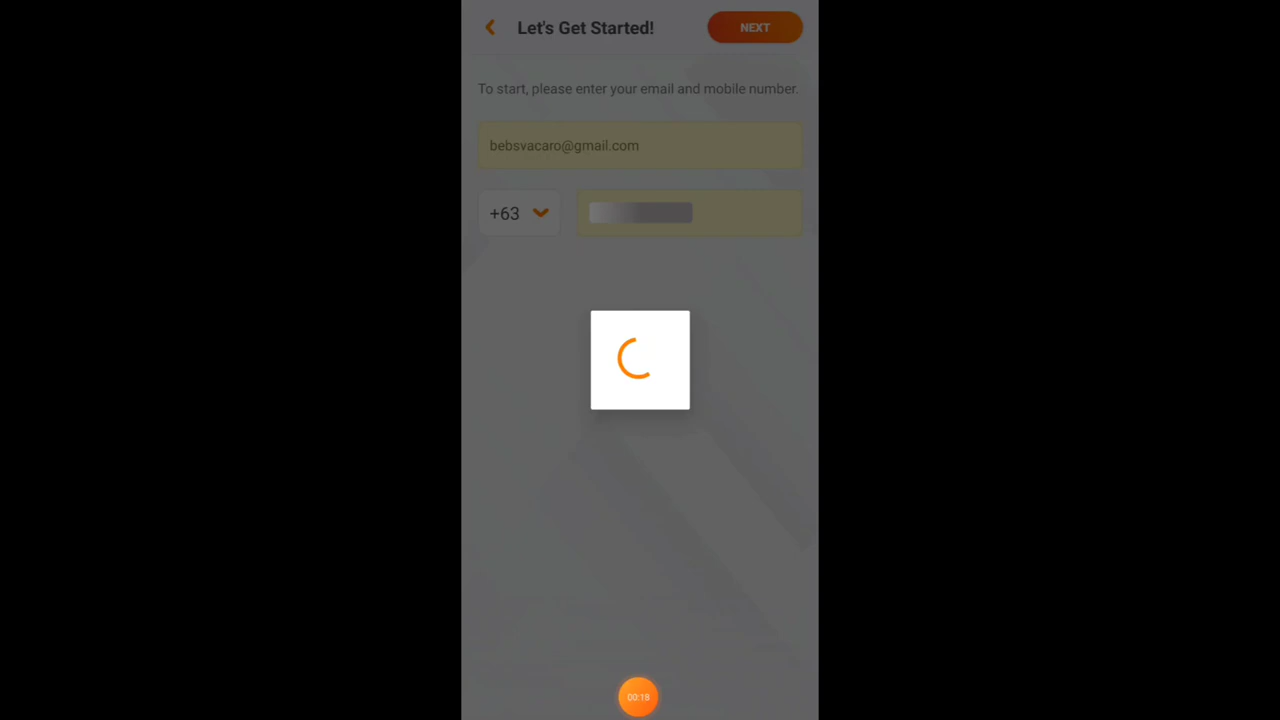 Let's Get Started!
NEXT
To start, please enter your email and mobile number.
bebsvacaro@gmail.com
+63
00:18